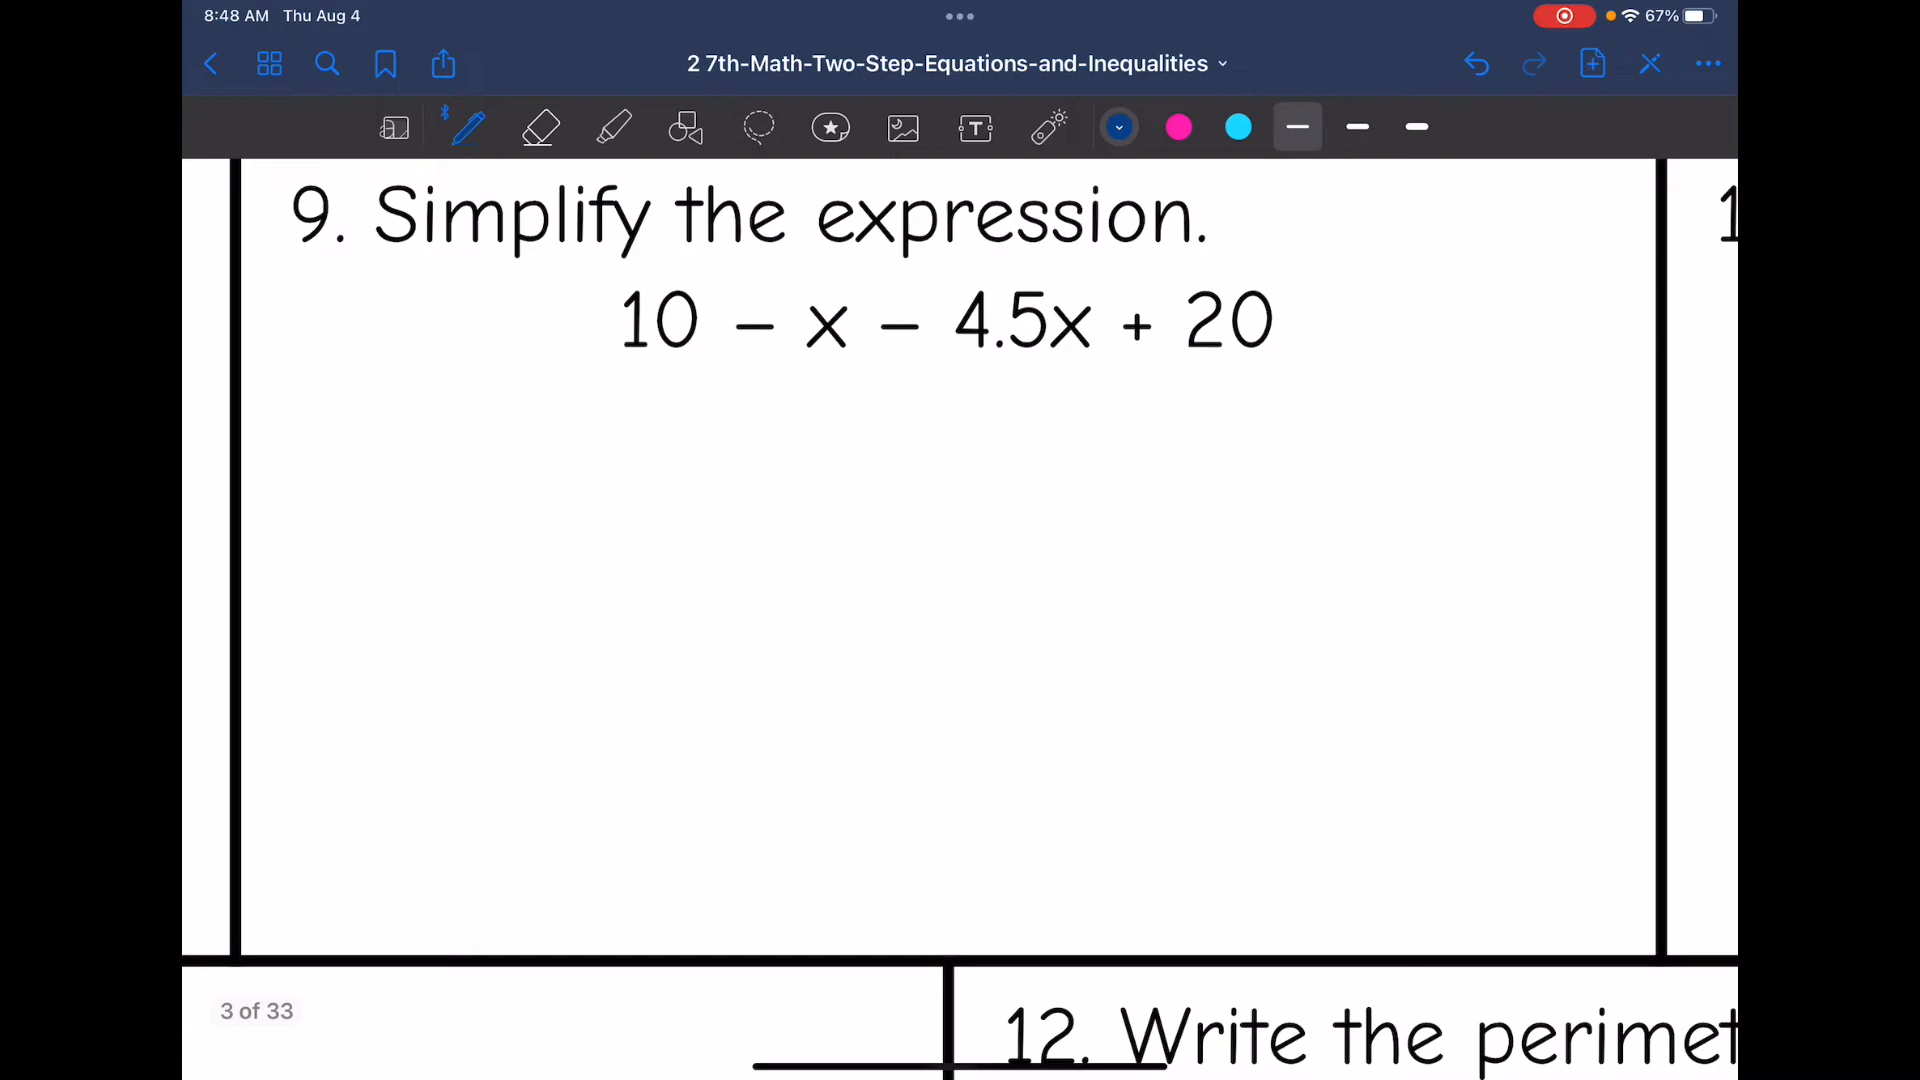 8:48 AM Thu Aug 4
67%
2 7th-Math-Two-Step-Equations-and-Inequalities
9. Simplify the expression.
1
10 – x – 4.5x + 20
3 of 33
12. Write the perimet